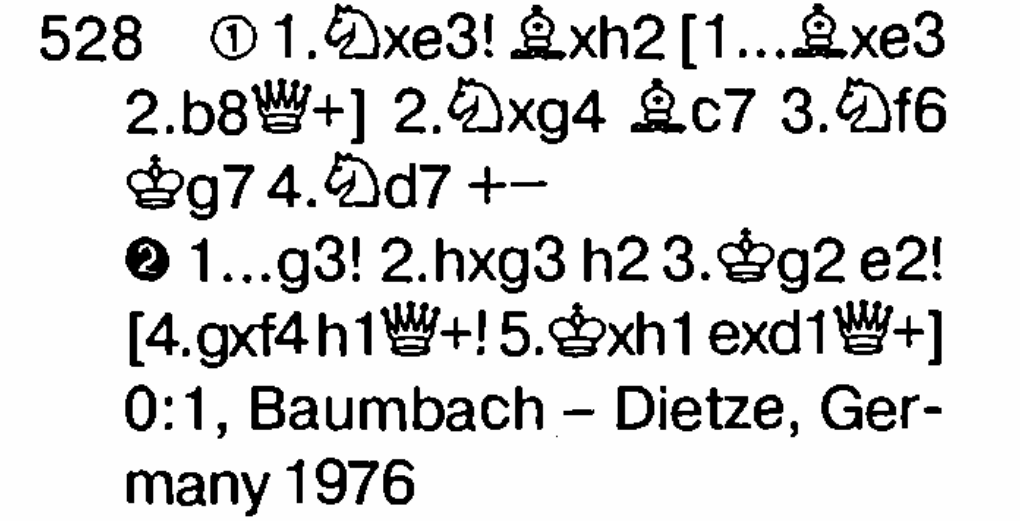 528 ① 1.♘xe3! ♗xh2 [1...♗xe3
2.b8♕+] 2.♘xg4 ♗c7 3.♘f6
♔g7 4.♘d7 +−
❷ 1...g3! 2.hxg3 h2 3.♔g2 e2!
[4.gxf4 h1♕+! 5.♔xh1 exd1♕+]
0:1, Baumbach – Dietze, Ger-
many 1976